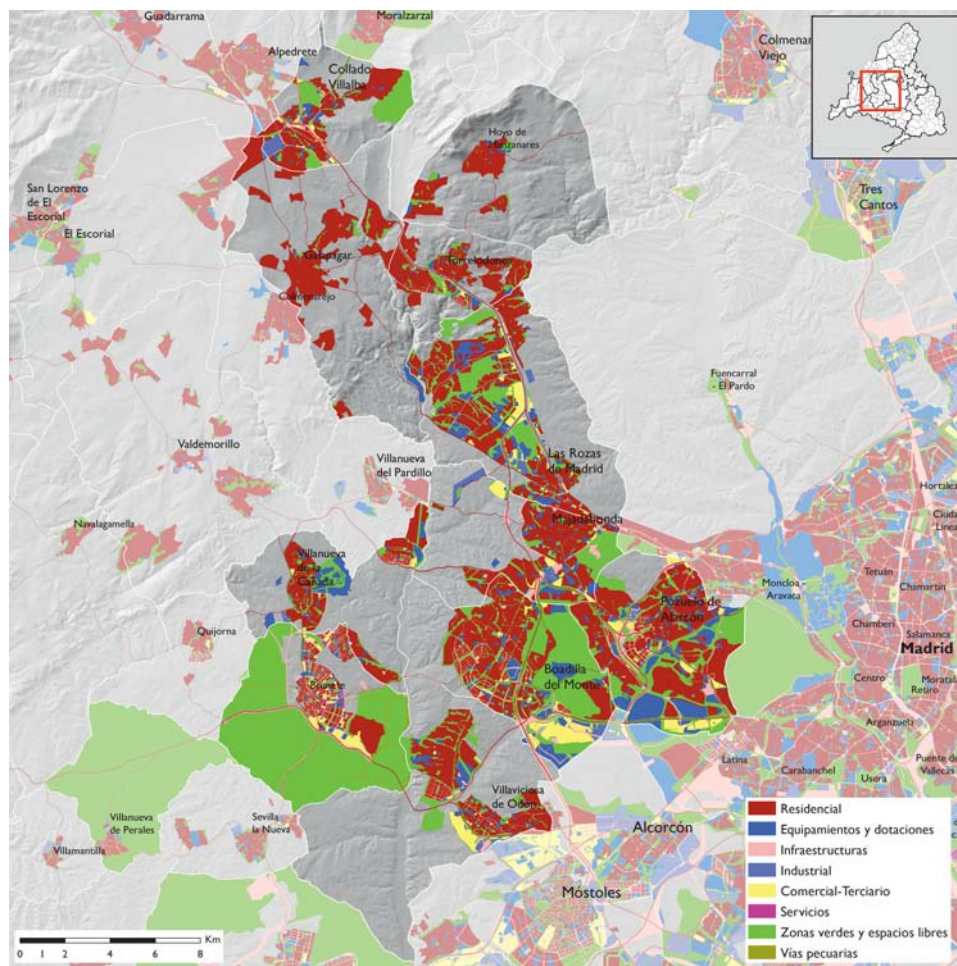 Guadarrama
Moralzarzal
Alpedrete
Collado
Villalba
Colmenar
Viejo
Hoyo de
Manzanares
San Lorenzo
de El
Escorial
El Escorial
Tres
Cantos
Galapagar
Torrelodones
Colmenarejo
Fuencarral
- El Pardo
Valdemorillo
Villanueva
del Pardillo
Las Rozas
de Madrid
Hortaleza
Ciudad
Linea
Navalagamella
Majadahonda
Villanueva
de la
Cañada
Tetuán
Chamartín
Moncloa -
Aravaca
Pozuelo de
Alarcón
Quijorna
Chamberí
Salamanca
Madrid
Brunete
Boadilla
del Monte
Centro
Retiro
Moratala
Arganzuela
Latina
Carabanchel
Usera
Puente de
Vallecas
Villaviciosa
de Odón
Villanueva
de Perales
Sevilla
la Nueva
Villamantilla
Alcorcón
Móstoles
Residencial
Equipamientos y dotaciones
Infraestructuras
Industrial
Comercial-Terciario
Servicios
Zonas verdes y espacios libres
Vías pecuarias
Km
0 1 2 4 6 8